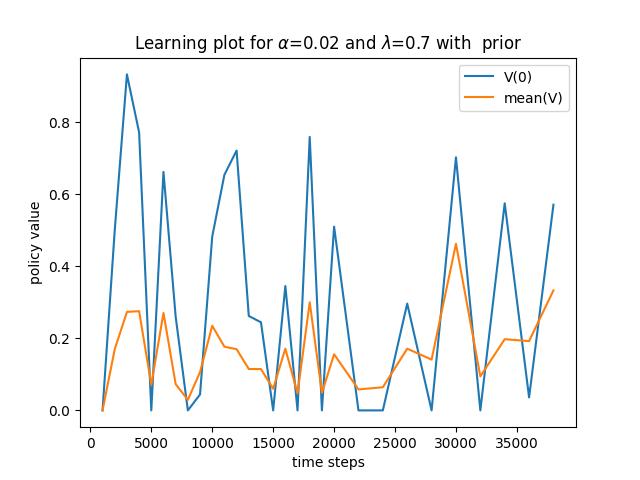 Learning plot for α=0.02 and λ=0.7 with  prior
V(0)
mean(V)
0.8
0.6
0.4
0.2
0.0
policy value
0
5000
10000
15000
20000
25000
30000
35000
time steps